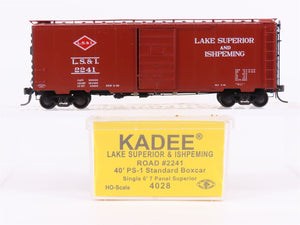 L.S.&I.
L.S.& I.
2241
LAKE SUPERIOR
AND
ISHPEMING
KADEE®
LAKE SUPERIOR & ISHPEMING
ROAD #2241
40' PS-1 Standard Boxcar
Single 6' 7 Panel Superior
HO-Scale
4028